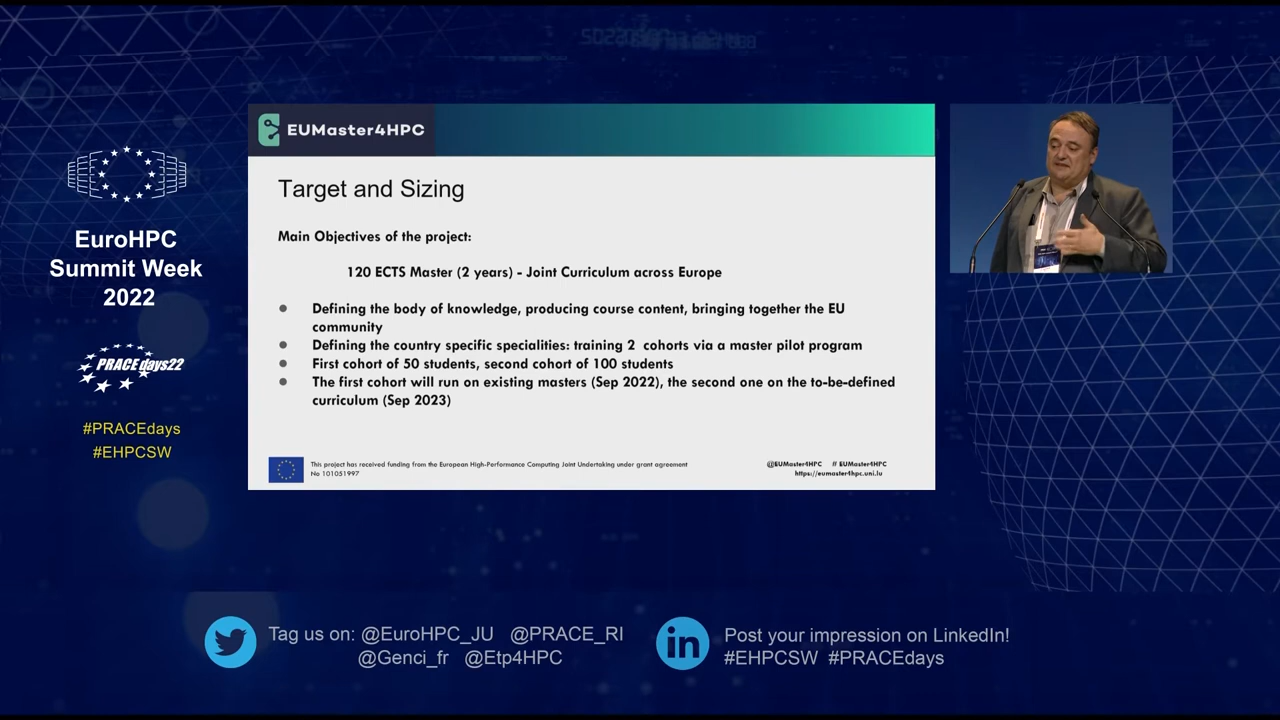 EuroHPC
Summit Week
2022
PRACEdays22
#PRACEdays
#EHPCSW
EUMaster4HPC
Target and Sizing
Main Objectives of the project:
120 ECTS Master (2 years) - Joint Curriculum across Europe
● Defining the body of knowledge, producing course content, bringing together the EU
community
● Defining the country specific specialities: training 2 cohorts via a master pilot program
● First cohort of 50 students, second cohort of 100 students
● The first cohort will run on existing masters (Sep 2022), the second one on the to-be-defined
curriculum (Sep 2023)
This project has received funding from the European High-Performance Computing Joint Undertaking under grant agreement
No 101051997
@EUMaster4HPC # EUMaster4HPC
https://eumaster4hpc.uni.lu
Tag us on: @EuroHPC_JU @PRACE_RI
@Genci_fr @Etp4HPC
in
Post your impression on LinkedIn!
#EHPCSW #PRACEdays